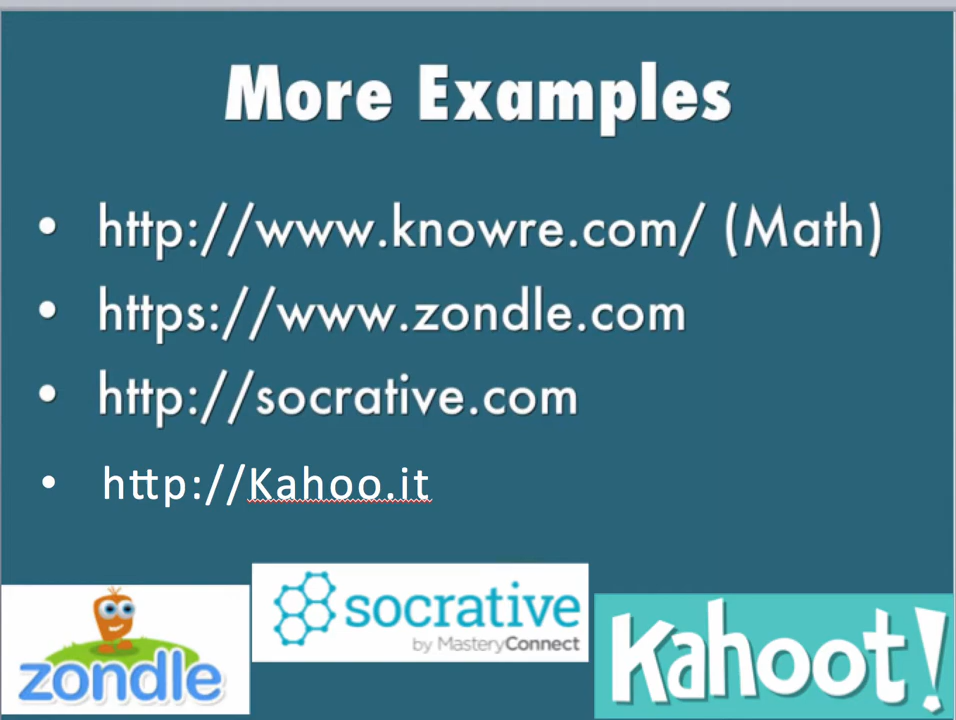 More Examples
• http://www.knowre.com/ (Math)
• https://www.zondle.com
• http://socrative.com
• http://Kahoo.it
zondle
socrative
by MasteryConnect
Kahoot!